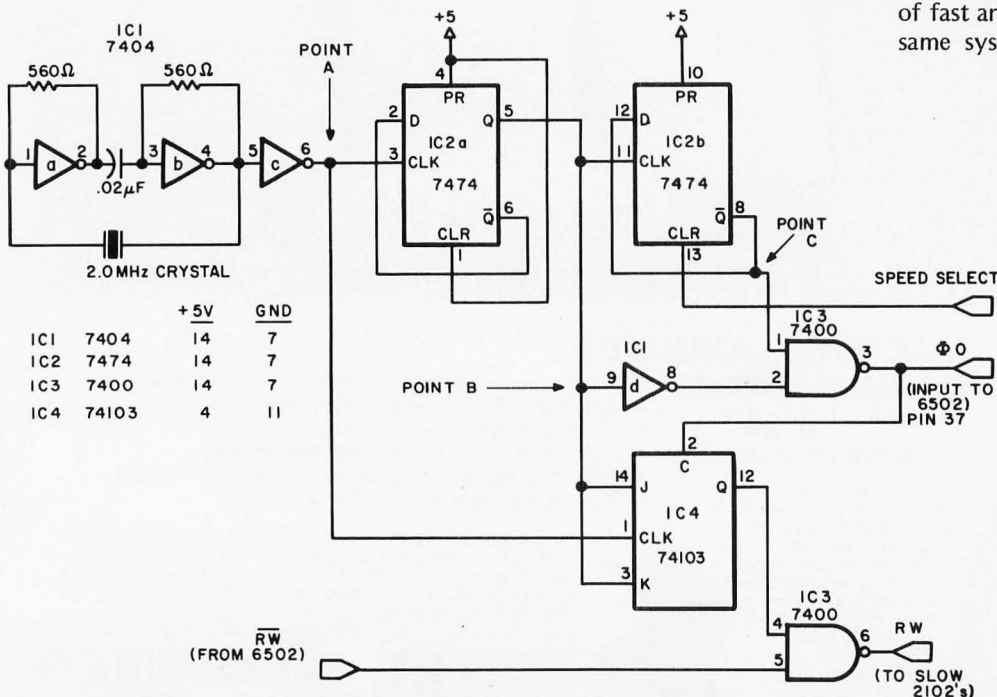 of fast an
same sys
IC1
7404
560Ω
560Ω
1
a
2
.02µF
3
b
4
5
c
6
2.0MHz CRYSTAL
POINT
A
+5
4
PR
2
D
Q
5
IC2a
3
CLK
7474
Q̅
6
CLR
1
+5
10
PR
12
D
IC2b
11
CLK
7474
Q̅
8
CLR
13
POINT
C
SPEED SELECT
+5V GND
IC1 7404 14 7
IC2 7474 14 7
IC3 7400 14 7
IC4 74103 4 11
POINT B
IC1
9
d
8
IC3
7400
1
2
3
ΦO
(INPUT TO
6502)
PIN 37
2
C
14
J
Q
12
IC4
1
CLK
74103
3
K
IC3
7400
4
5
6
RW
(TO SLOW
2102's)
R̅W̅
(FROM 6502)